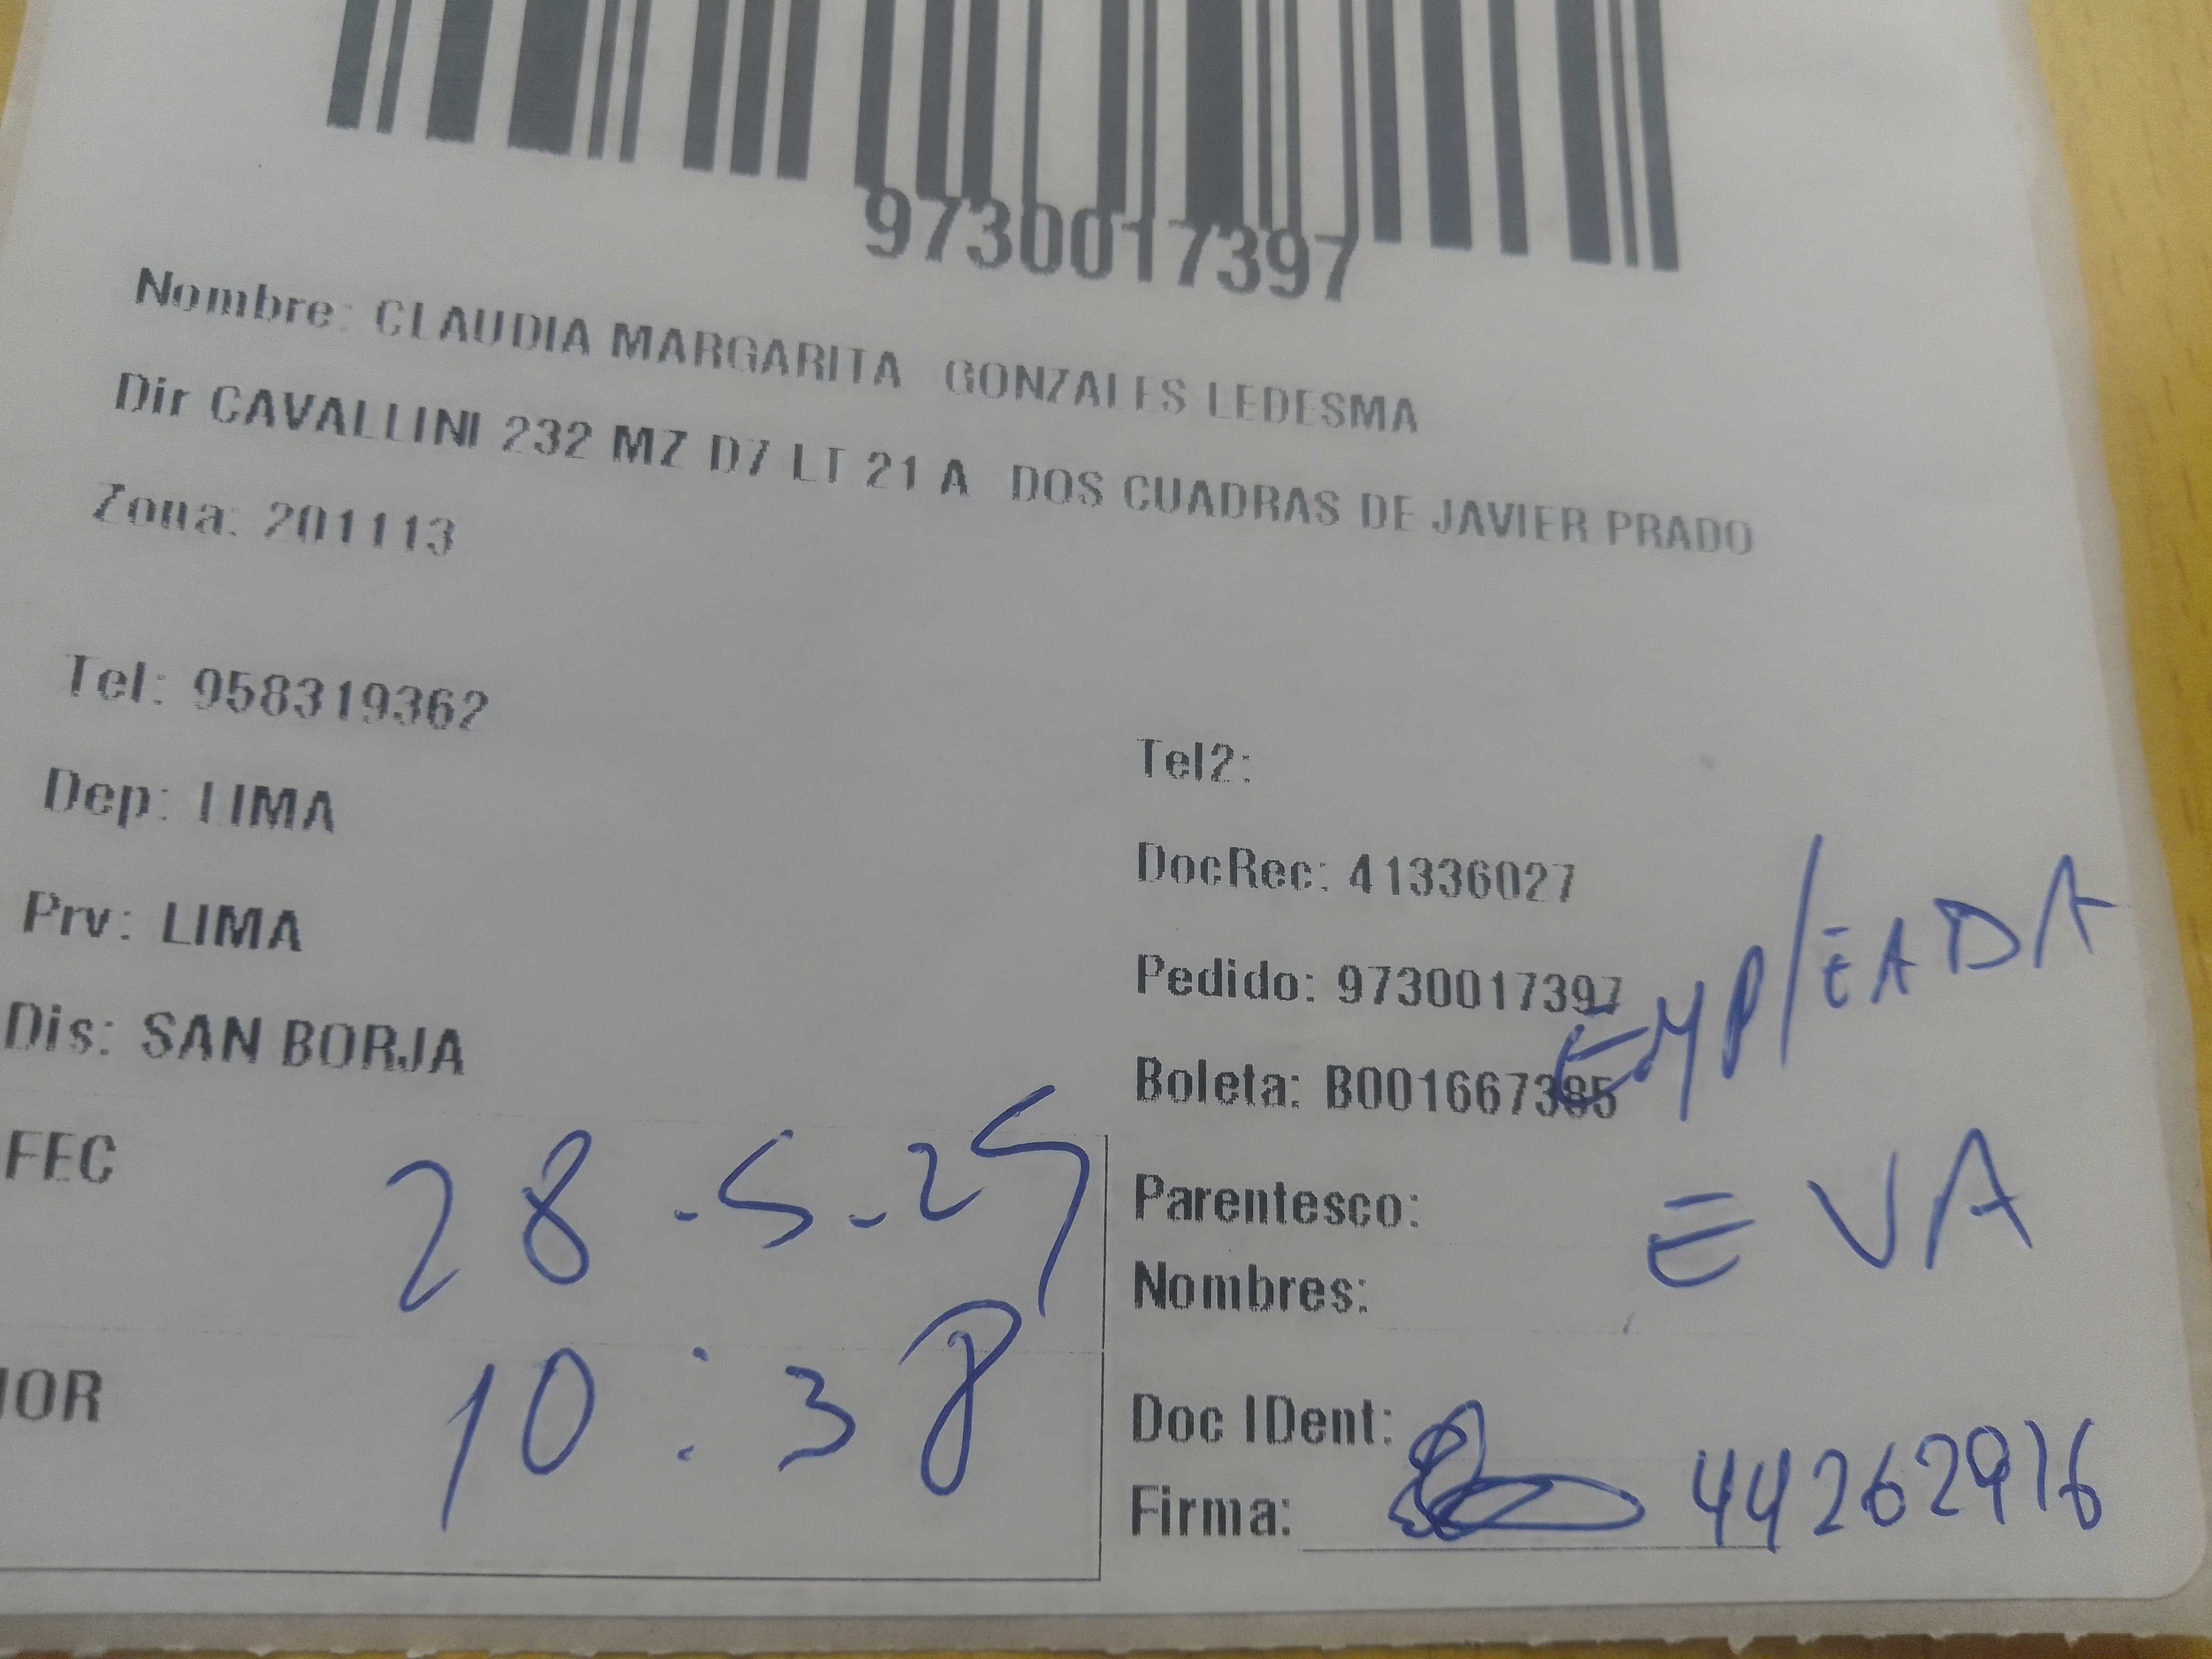 9730017397
Nombre: CLAUDIA MARGARITA GONZALES LEDESMA
Dir CAVALLINI 232 MZ D7 LT 21 A DOS CUADRAS DE JAVIER PRADO
Zona: 201113
Tel: 958319362
Tel2:
Dep: LIMA
DocRec: 41336027
Prv: LIMA
Pedido: 9730017397
EMPLEADA
Dis: SAN BORJA
Boleta: B001667385
FEC 28-5-25
Parentesco:
EVA
Nombres:
HOR 10:38
Doc IDent:
44262916
Firma: